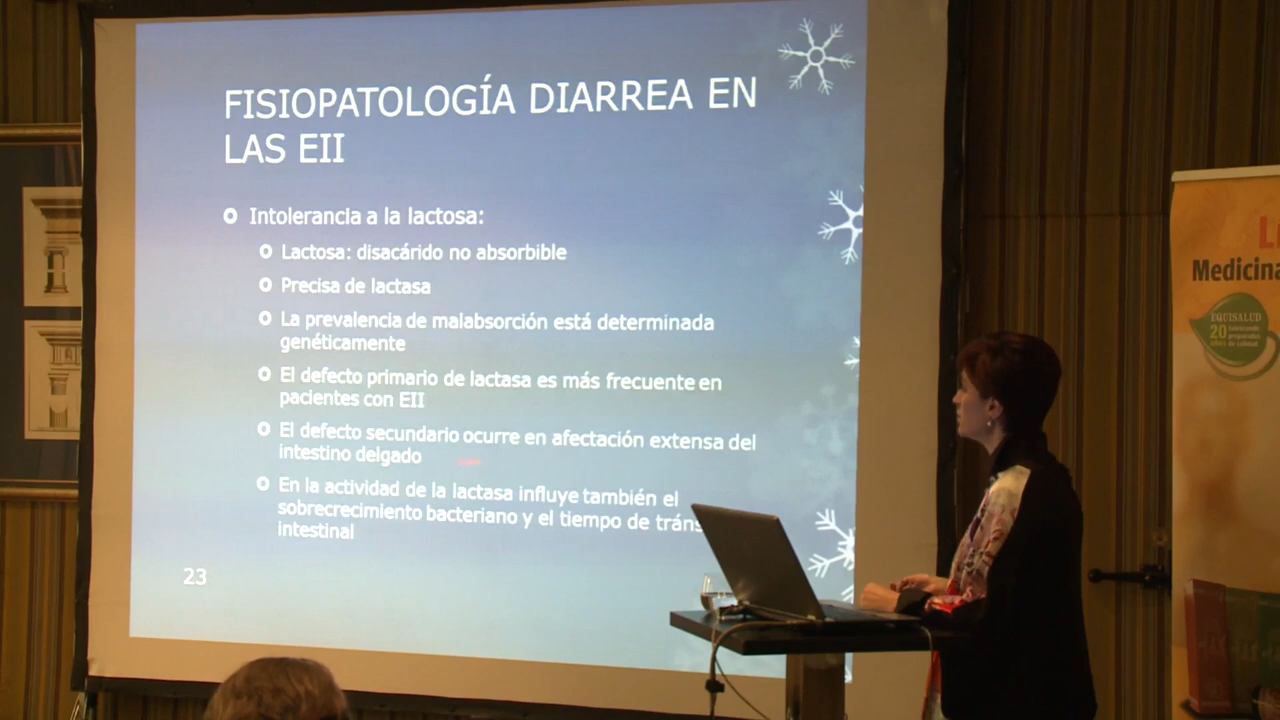 FISIOPATOLOGÍA DIARREA EN
LAS EII
Intolerancia a la lactosa:
Lactosa: disacárido no absorbible
Precisa de lactasa
La prevalencia de malabsorción está determinada
genéticamente
El defecto primario de lactasa es más frecuente en
pacientes con EII
El defecto secundario ocurre en afectación extensa del
intestino delgado
En la actividad de la lactasa influye también el
sobrecrecimiento bacteriano y el tiempo de
intestinal
23
Medicina
EQUISALUD
20
años de calidad